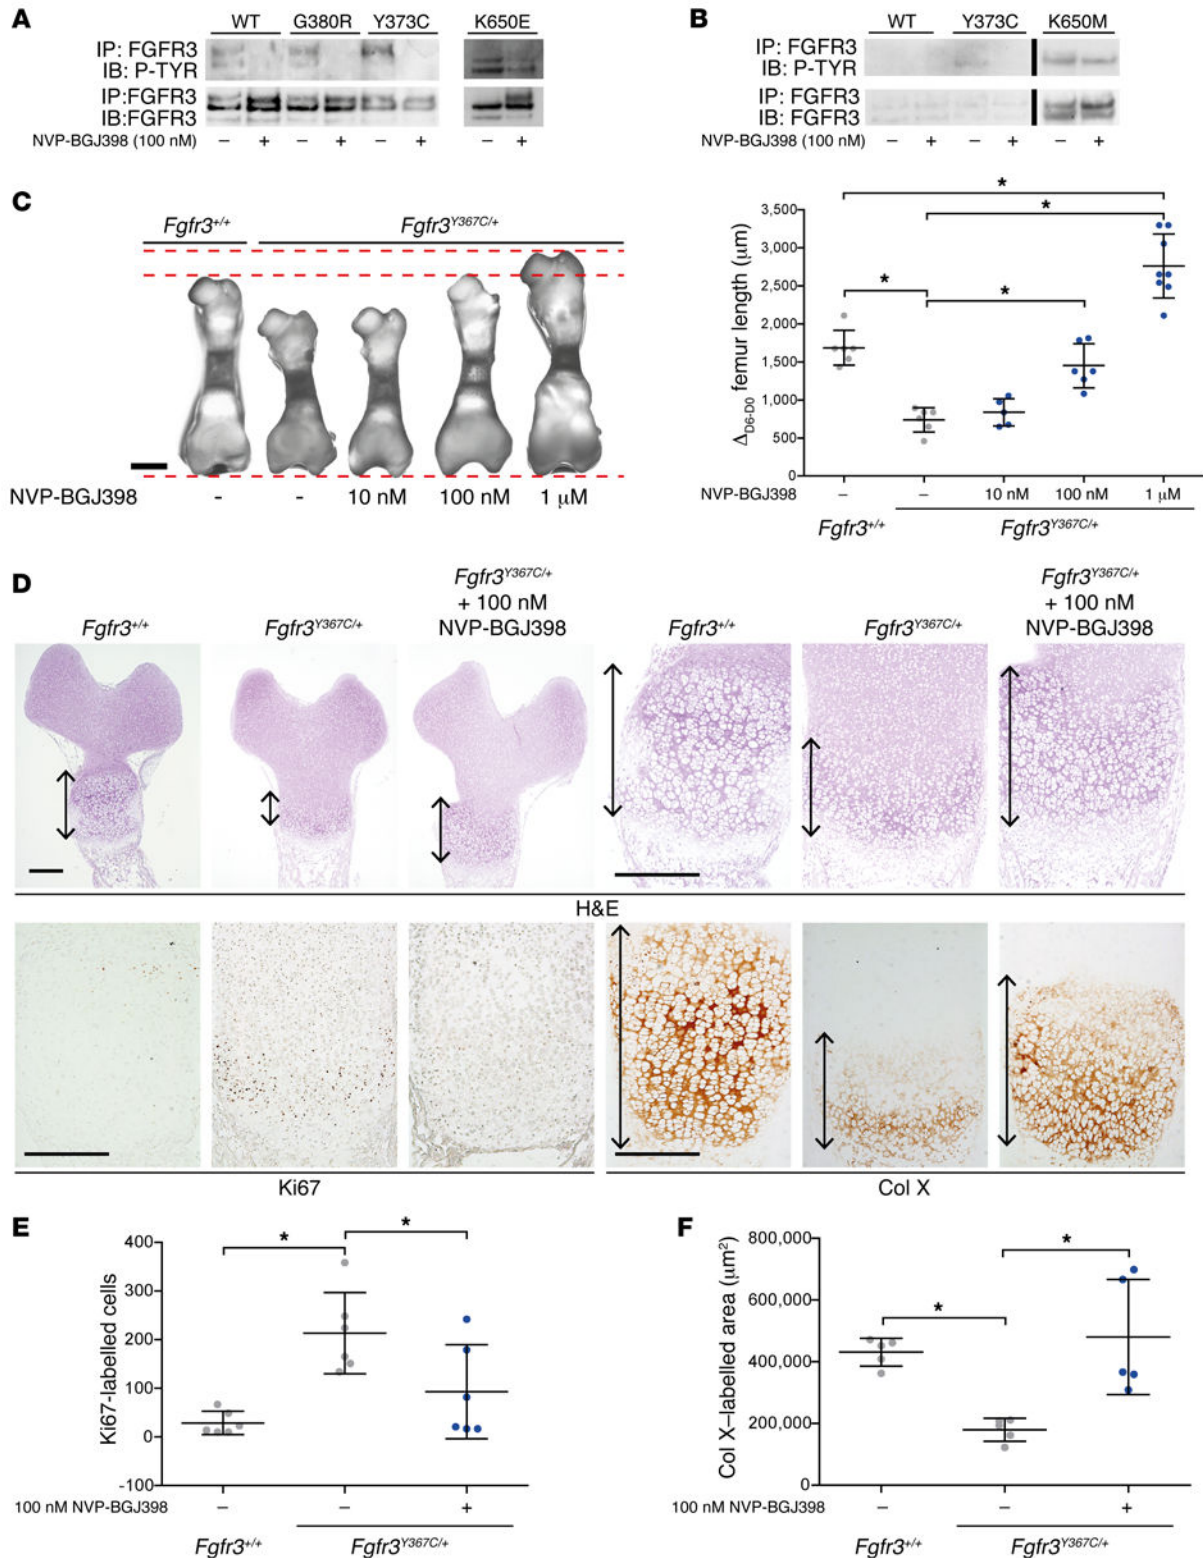 A
WT G380R Y373C K650E
IP: FGFR3
IB: P-TYR
IP:FGFR3
IB:FGFR3
NVP-BGJ398 (100 nM) – + – + – + – +
B
WT Y373C K650M
IP: FGFR3
IB: P-TYR
IP: FGFR3
IB: FGFR3
NVP-BGJ398 (100 nM) – + – + – +
C
Fgfr3+/+ Fgfr3Y367C/+
NVP-BGJ398 - - 10 nM 100 nM 1 μM
ΔD6-D0 femur length (μm)
3,500
3,000
2,500
2,000
1,500
1,000
500
0
* * * *
NVP-BGJ398 – – 10 nM 100 nM 1 μM
Fgfr3+/+ Fgfr3Y367C/+
D
Fgfr3+/+ Fgfr3Y367C/+ Fgfr3Y367C/+
+ 100 nM
NVP-BGJ398
Fgfr3+/+ Fgfr3Y367C/+ Fgfr3Y367C/+
+ 100 nM
NVP-BGJ398
H&E
Ki67 Col X
E
Ki67-labelled cells
400
300
200
100
0
-100
* *
100 nM NVP-BGJ398 – – +
Fgfr3+/+ Fgfr3Y367C/+
F
Col X–labelled area (μm²)
800,000
600,000
400,000
200,000
0
* *
100 nM NVP-BGJ398 – – +
Fgfr3+/+ Fgfr3Y367C/+